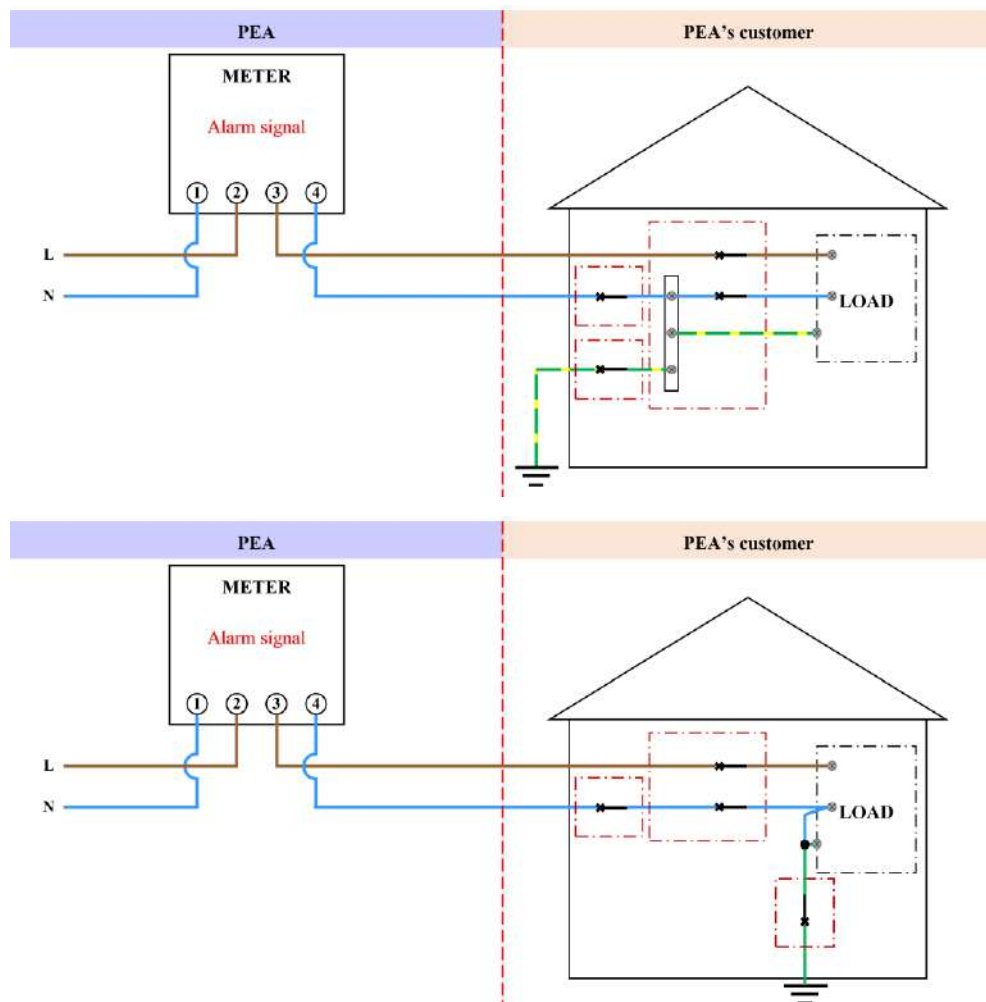 PEA PEA's customer
METER
Alarm signal
1 2 3 4
L
N
LOAD
PEA PEA's customer
METER
Alarm signal
1 2 3 4
L
N
LOAD